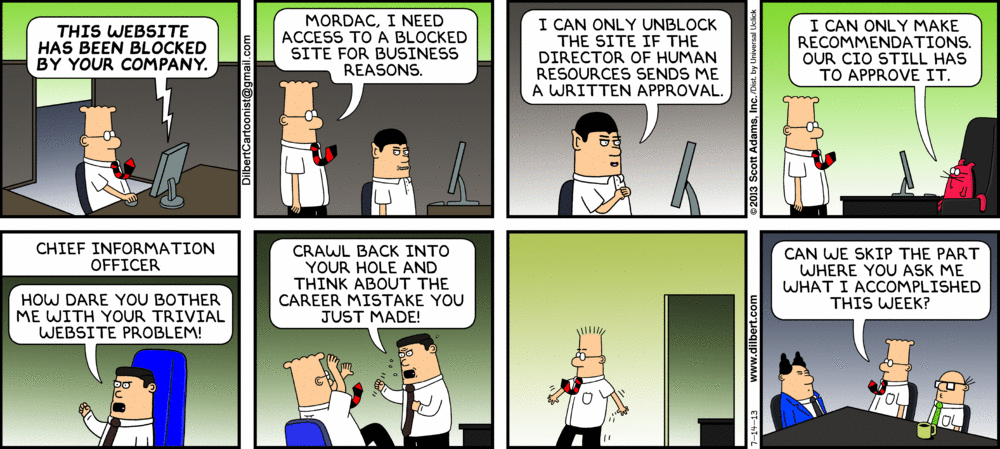 THIS WEBSITE
HAS BEEN BLOCKED
BY YOUR COMPANY.
DilbertCartoonist@gmail.com
MORDAC, I NEED
ACCESS TO A BLOCKED
SITE FOR BUSINESS
REASONS.
I CAN ONLY UNBLOCK
THE SITE IF THE
DIRECTOR OF HUMAN
RESOURCES SENDS ME
A WRITTEN APPROVAL.
©2013 Scott Adams, Inc. /Dist. by Universal Uclick
I CAN ONLY MAKE
RECOMMENDATIONS.
OUR CIO STILL HAS
TO APPROVE IT.
CHIEF INFORMATION
OFFICER
HOW DARE YOU BOTHER
ME WITH YOUR TRIVIAL
WEBSITE PROBLEM!
CRAWL BACK INTO
YOUR HOLE AND
THINK ABOUT THE
CAREER MISTAKE YOU
JUST MADE!
7-14-13 www.dilbert.com
CAN WE SKIP THE PART
WHERE YOU ASK ME
WHAT I ACCOMPLISHED
THIS WEEK?